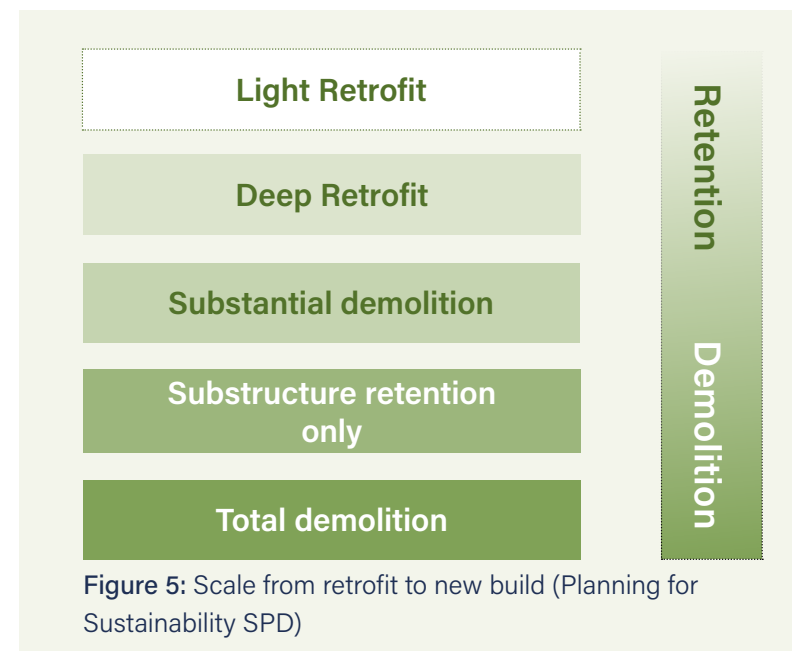 Light Retrofit
Deep Retrofit
Substantial demolition
Substructure retention
only
Total demolition
Retention
Demolition
Figure 5: Scale from retrofit to new build (Planning for
Sustainability SPD)